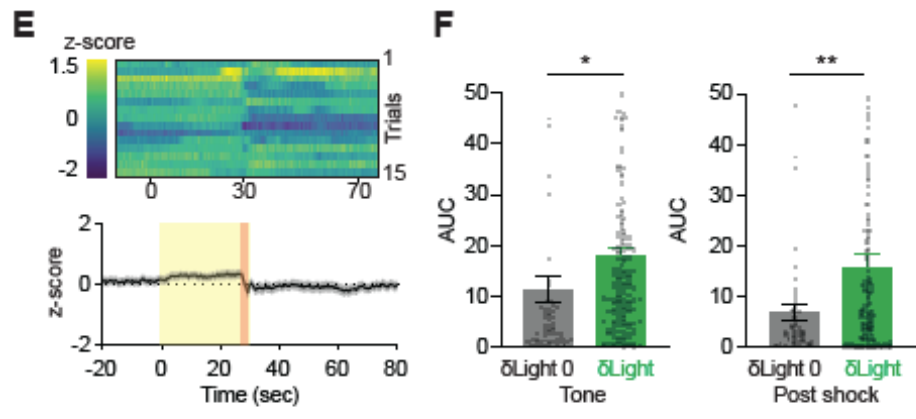 E
z-score
1.5
0
-2
1
Trials
15
0 30 70
2
0
-2
z-score
-20 0 20 40 60 80
Time (sec)
F
*
50
40
30
20
10
0
AUC
δLight 0 δLight
Tone
**
50
40
30
20
10
0
AUC
δLight 0 δLight
Post shock